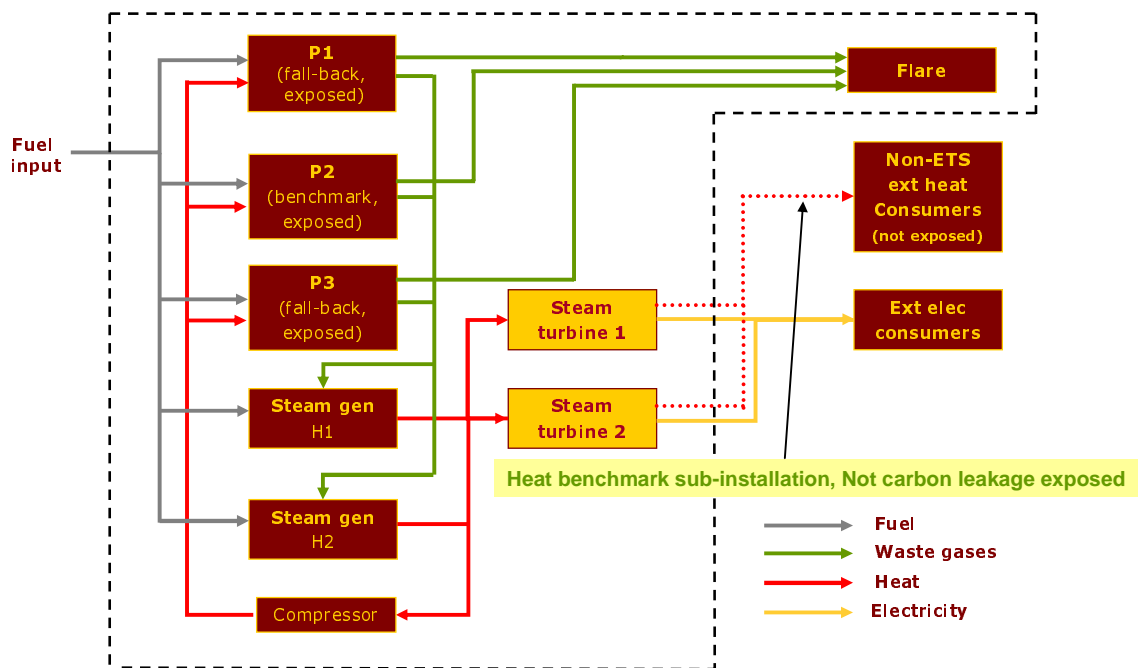 P1
(fall-back,
exposed)
Flare
Fuel
input
P2
(benchmark,
exposed)
Non-ETS
ext heat
Consumers
(not exposed)
P3
(fall-back,
exposed)
Steam
turbine 1
Ext elec
consumers
Steam gen
H1
Steam
turbine 2
Heat benchmark sub-installation, Not carbon leakage exposed
Steam gen
H2
Fuel
Waste gases
Heat
Electricity
Compressor